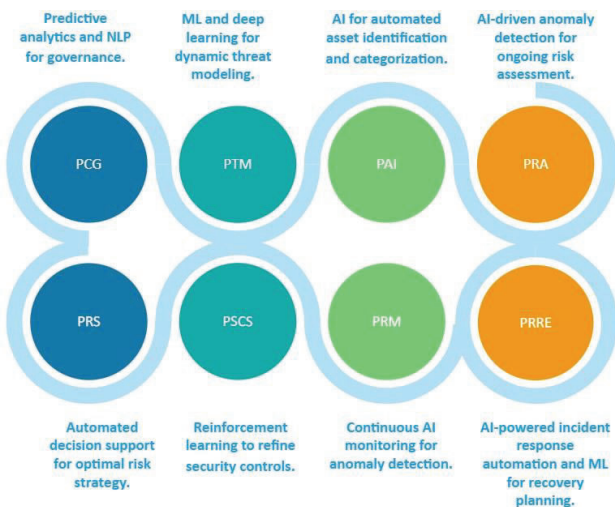 Predictive
analytics and NLP
for governance.
ML and deep
learning for
dynamic threat
modeling.
AI for automated
asset identification
and categorization.
AI-driven anomaly
detection for
ongoing risk
assessment.
PCG
PTM
PAI
PRA
PRS
PSCS
PRM
PRRE
Automated
decision support
for optimal risk
strategy.
Reinforcement
learning to refine
security controls.
Continuous AI
monitoring for
anomaly detection.
AI-powered incident
response
automation and ML
for recovery
planning.